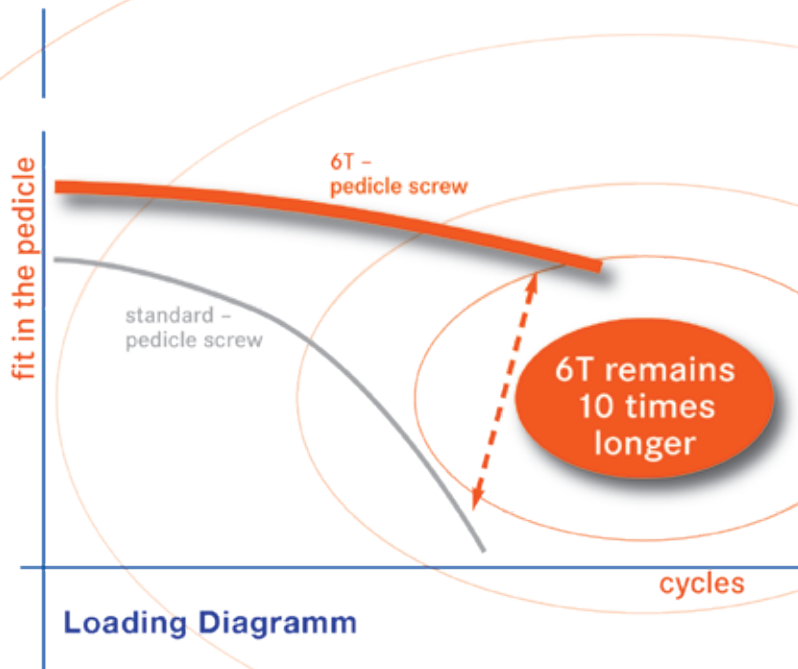 fit in the pedicle
6T –
pedicle screw
standard –
pedicle screw
6T remains
10 times
longer
cycles
Loading Diagramm